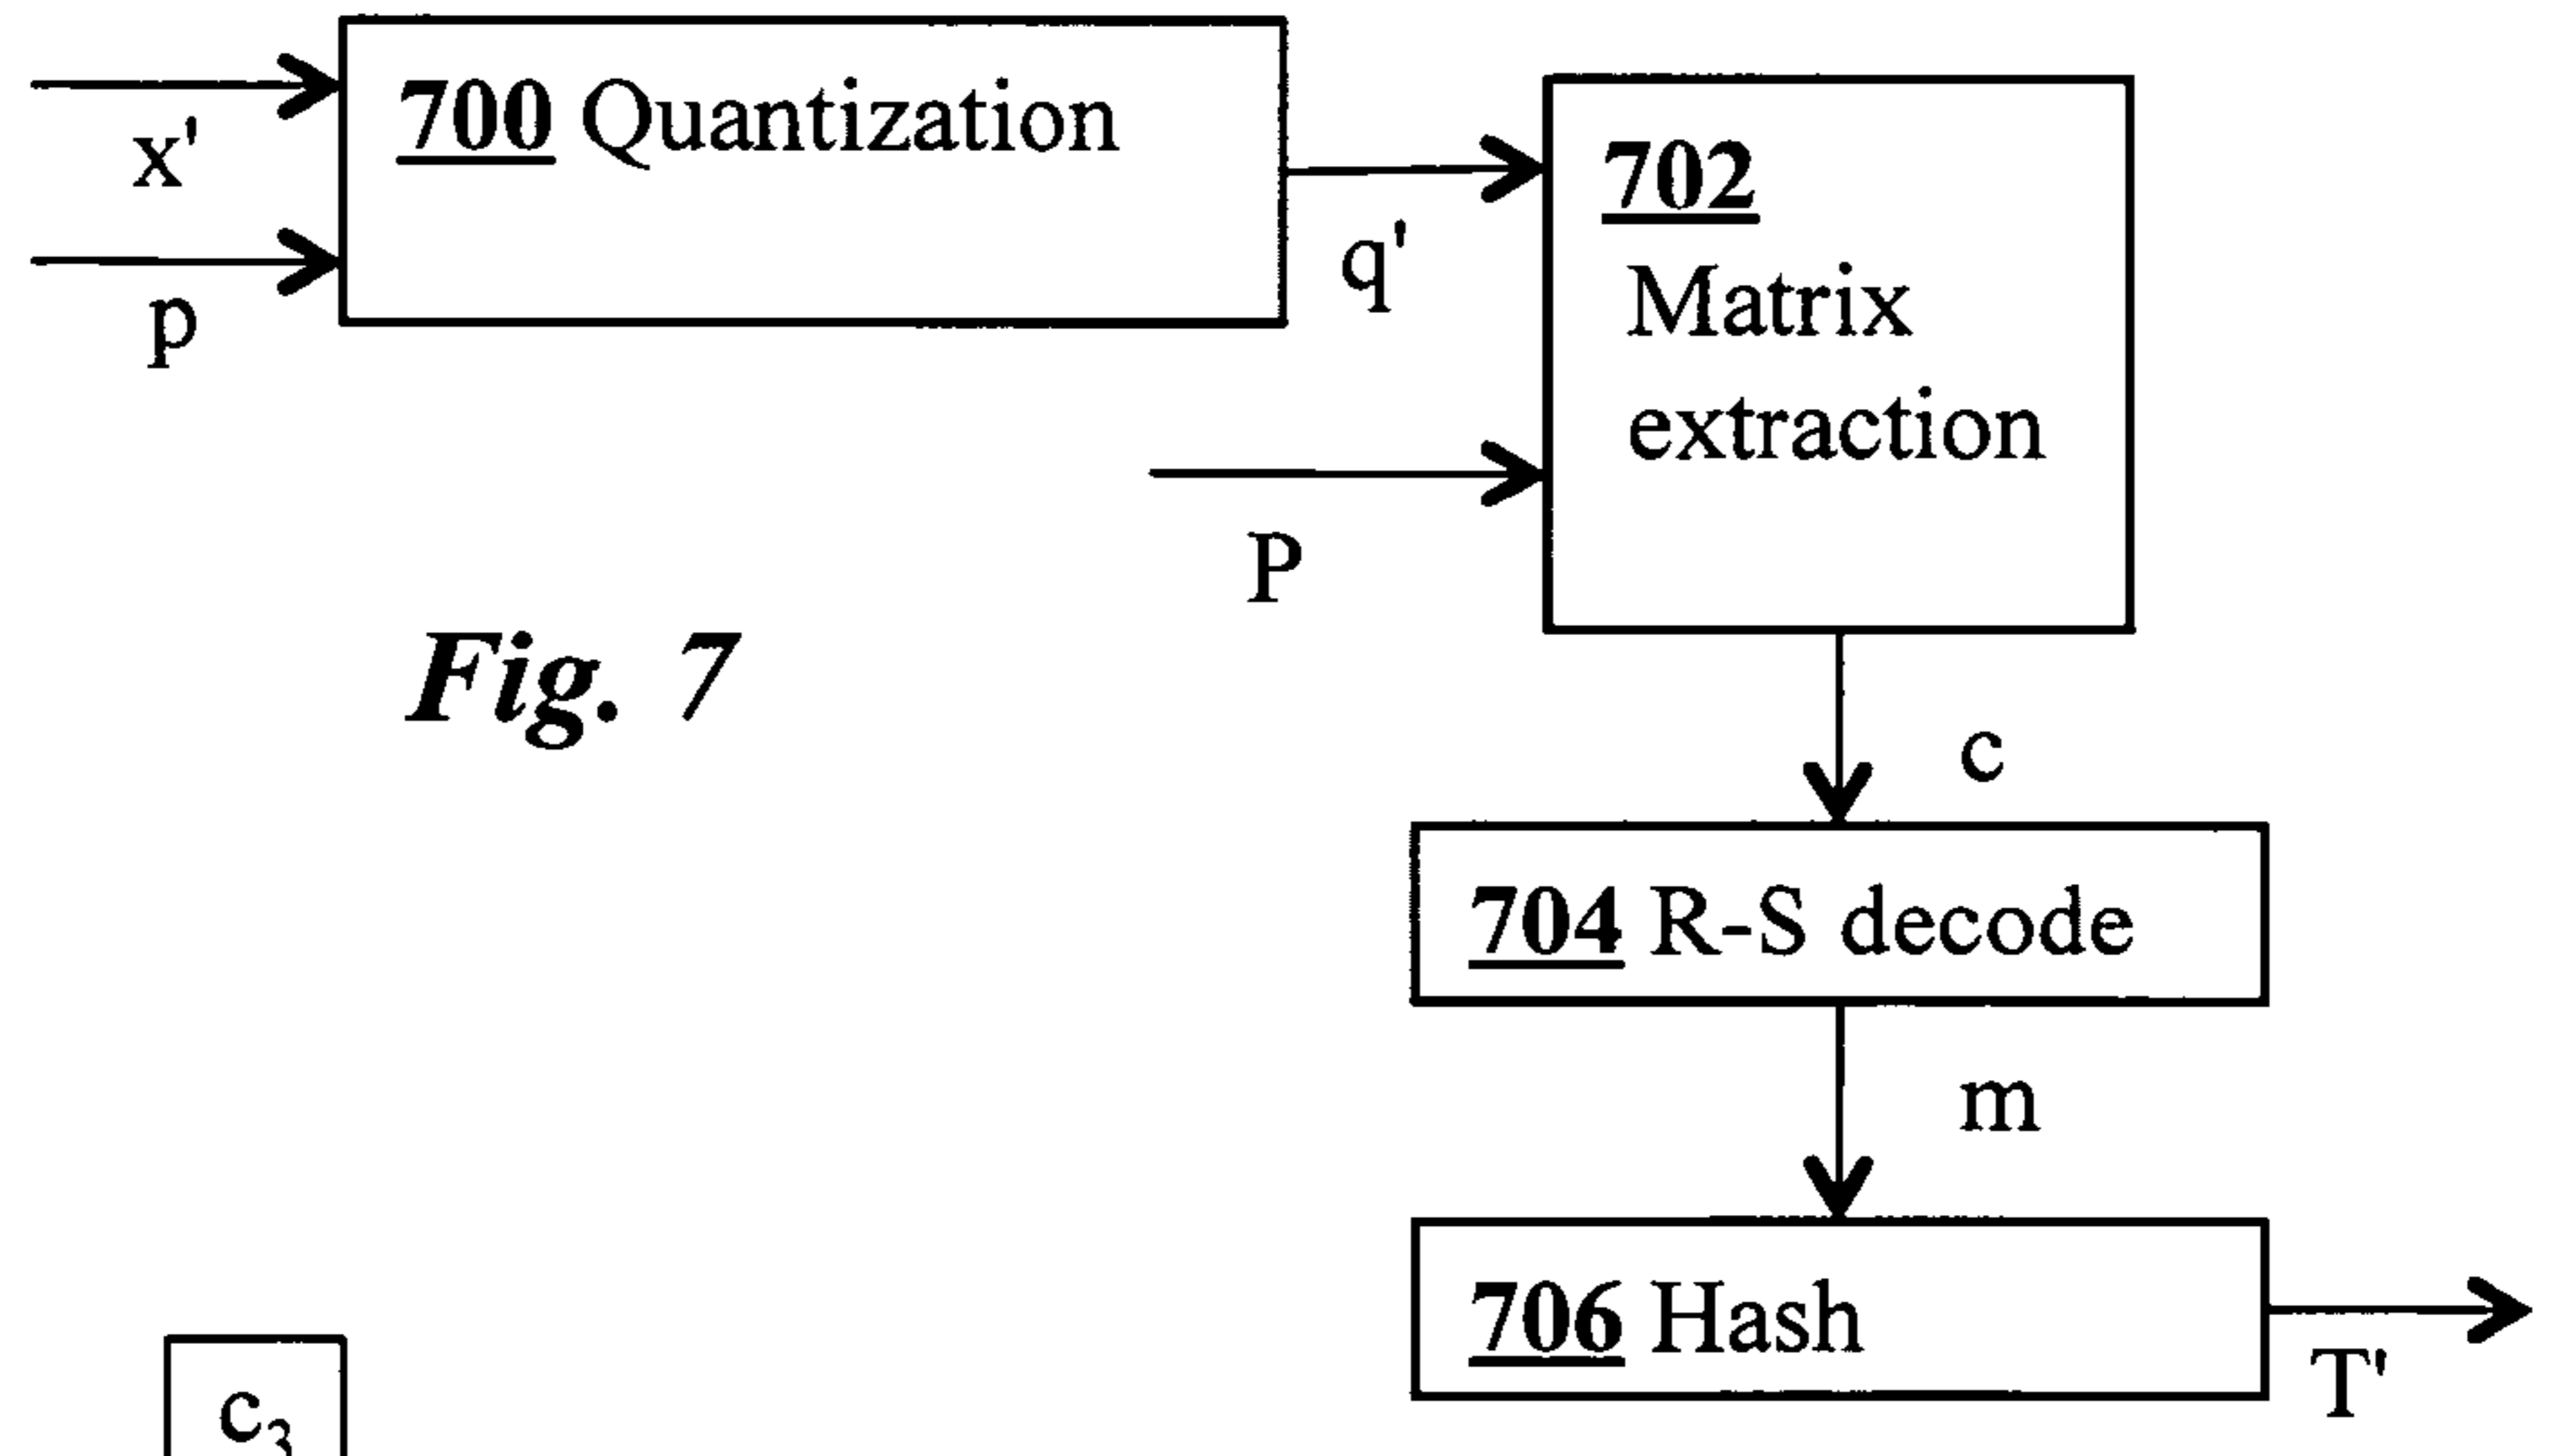 700 Quantization
x'
p
q'
702
Matrix
extraction
P
Fig. 7
c
704 R-S decode
m
706 Hash
T'
c₃